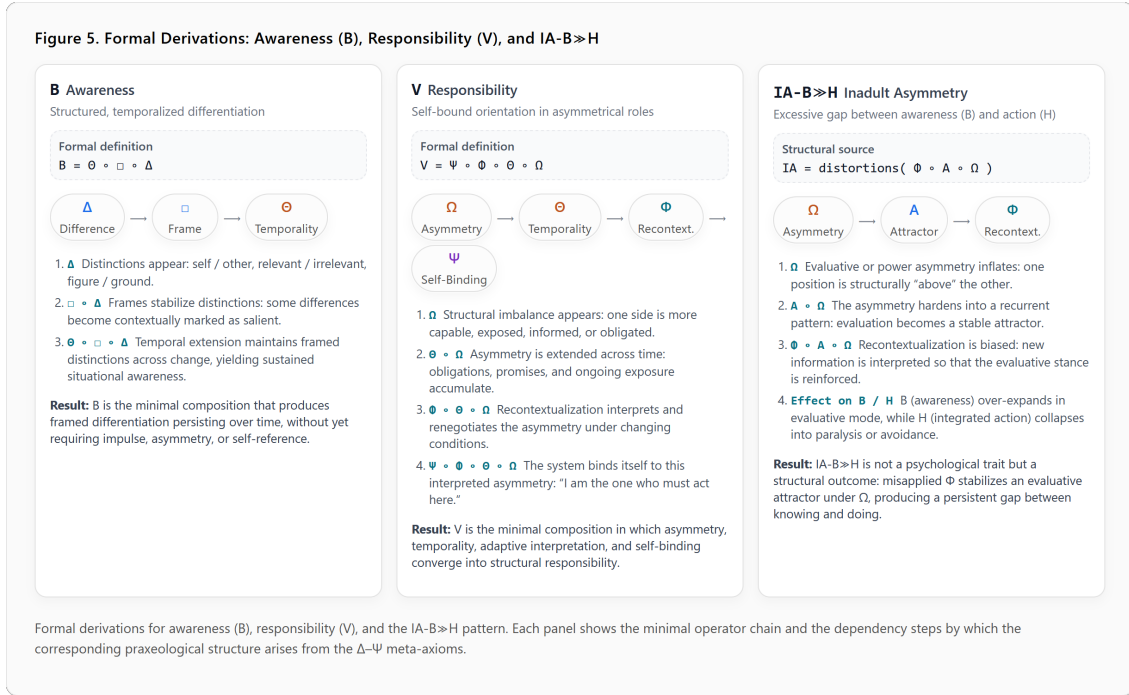 Figure 5. Formal Derivations: Awareness (B), Responsibility (V), and IA-B≫H
B Awareness
Structured, temporalized differentiation
Formal definition
B = Θ ∘ □ ∘ Δ
Δ
Difference
→
□
Frame
→
Θ
Temporality
1. Δ Distinctions appear: self / other, relevant / irrelevant,
figure / ground.
2. □ ∘ Δ Frames stabilize distinctions: some differences
become contextually marked as salient.
3. Θ ∘ □ ∘ Δ Temporal extension maintains framed
distinctions across change, yielding sustained
situational awareness.
Result: B is the minimal composition that produces
framed differentiation persisting over time, without yet
requiring impulse, asymmetry, or self-reference.
V Responsibility
Self-bound orientation in asymmetrical roles
Formal definition
V = Ψ ∘ Φ ∘ Θ ∘ Ω
Ω
Asymmetry
→
Θ
Temporality
→
Φ
Recontext.
→
Ψ
Self-Binding
1. Ω Structural imbalance appears: one side is more
capable, exposed, informed, or obligated.
2. Θ ∘ Ω Asymmetry is extended across time:
obligations, promises, and ongoing exposure
accumulate.
3. Φ ∘ Θ ∘ Ω Recontextualization interprets and
renegotiates the asymmetry under changing
conditions.
4. Ψ ∘ Φ ∘ Θ ∘ Ω The system binds itself to this
interpreted asymmetry: “I am the one who must act
here.”
Result: V is the minimal composition in which asymmetry,
temporality, adaptive interpretation, and self-binding
converge into structural responsibility.
IA-B≫H Inadult Asymmetry
Excessive gap between awareness (B) and action (H)
Structural source
IA = distortions( Φ ∘ A ∘ Ω )
Ω
Asymmetry
→
A
Attractor
→
Φ
Recontext.
1. Ω Evaluative or power asymmetry inflates: one
position is structurally “above” the other.
2. A ∘ Ω The asymmetry hardens into a recurrent
pattern: evaluation becomes a stable attractor.
3. Φ ∘ A ∘ Ω Recontextualization is biased: new
information is interpreted so that the evaluative stance
is reinforced.
4. Effect on B / H B (awareness) over-expands in
evaluative mode, while H (integrated action) collapses
into paralysis or avoidance.
Result: IA-B≫H is not a psychological trait but a
structural outcome: misapplied Φ stabilizes an evaluative
attractor under Ω, producing a persistent gap between
knowing and doing.
Formal derivations for awareness (B), responsibility (V), and the IA-B≫H pattern. Each panel shows the minimal operator chain and the dependency steps by which the
corresponding praxeological structure arises from the Δ–Ψ meta-axioms.